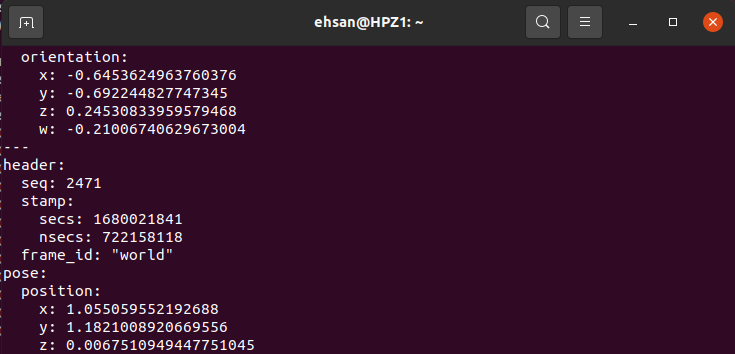 ehsan@HPZ1: ~
  orientation:
    x: -0.6453624963760376
    y: -0.692244827747345
    z: 0.24530833959579468
    w: -0.21006740629673004
---
header:
  seq: 2471
  stamp:
    secs: 1680021841
    nsecs: 722158118
  frame_id: "world"
pose:
  position:
    x: 1.055059552192688
    y: 1.1821008920669556
    z: 0.0067510949447751045